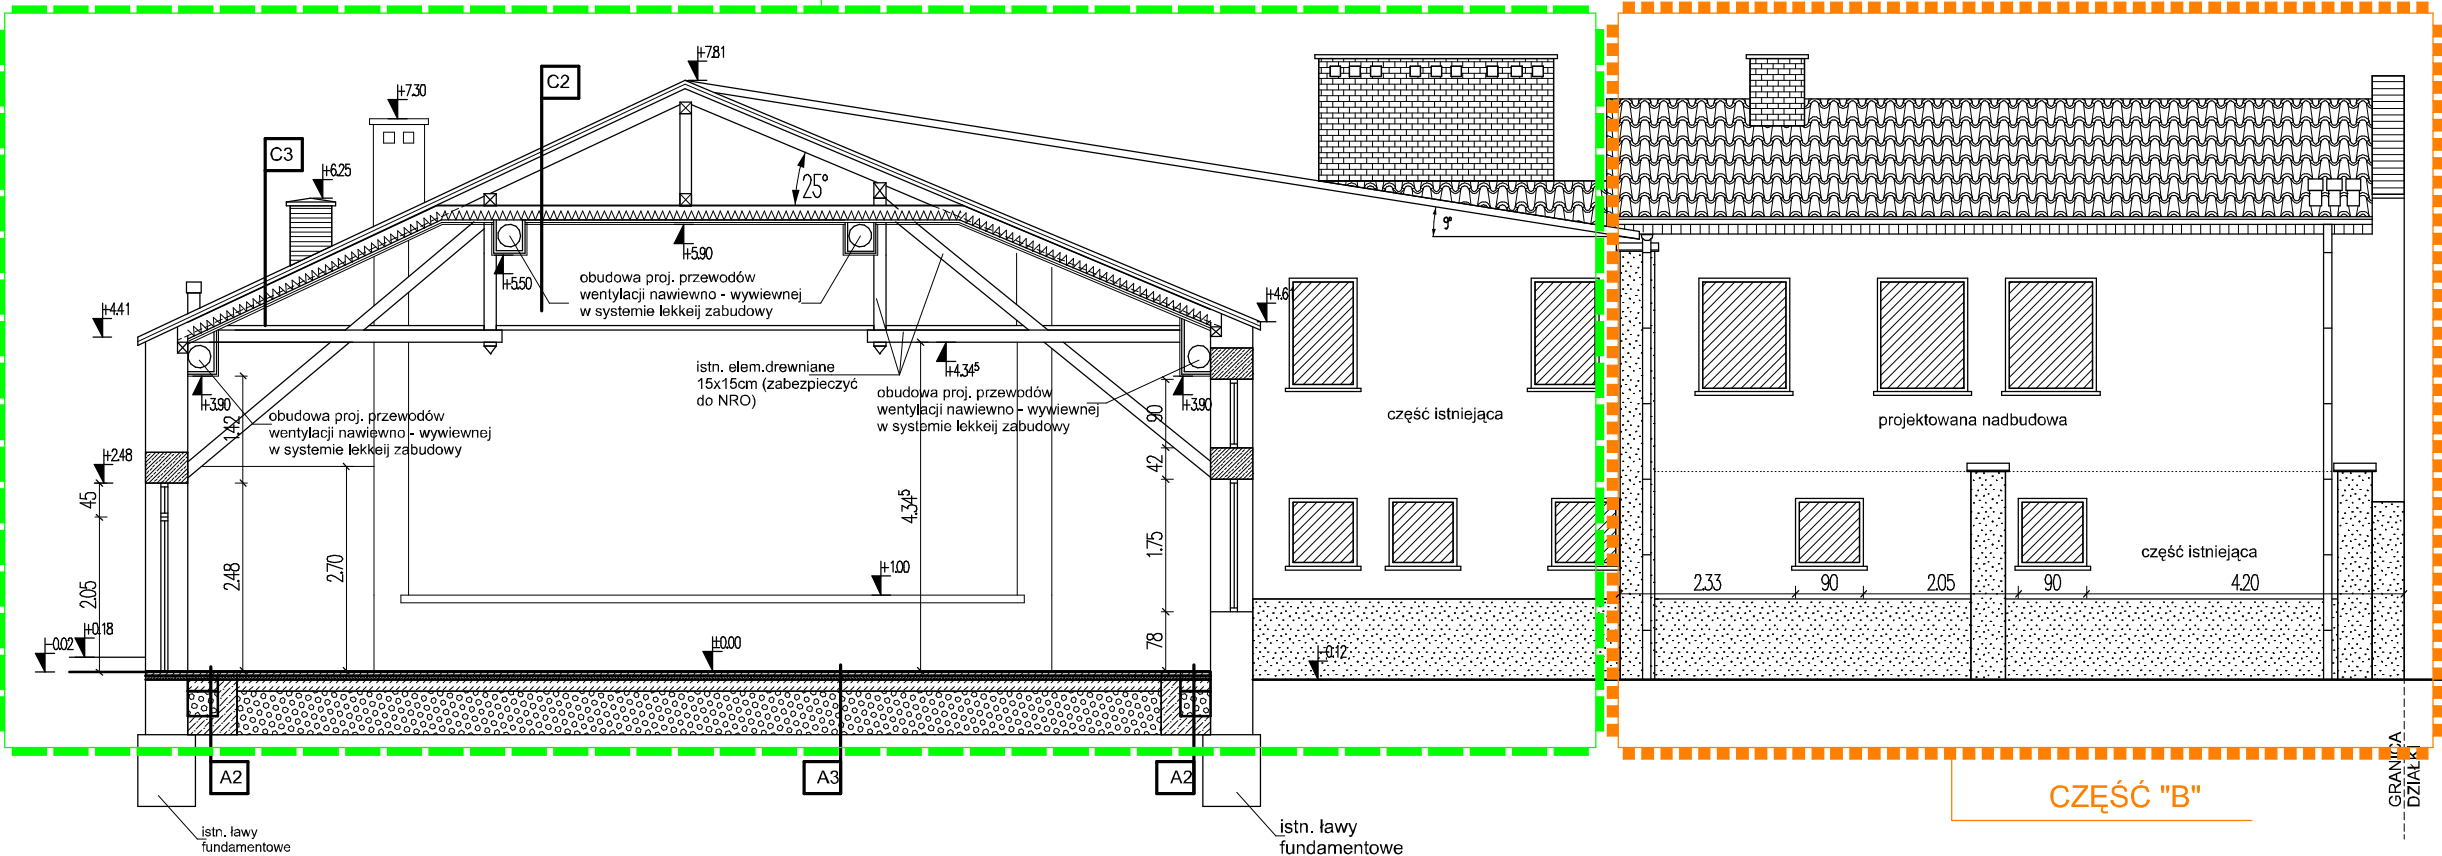 +7.81
C2
+7.30
C3
+6.25
25°
9°
+5.90
+5.50
obudowa proj. przewodów
wentylacji nawiewno - wywiewnej
w systemie lekkeij zabudowy
+4.41
+4.61
istn. elem.drewniane
15x15cm (zabezpieczyć
do NRO)
+4.34⁵
obudowa proj. przewodów
wentylacji nawiewno - wywiewnej
w systemie lekkeij zabudowy
+3.90
+3.90
obudowa proj. przewodów
wentylacji nawiewno - wywiewnej
w systemie lekkeij zabudowy
1.42
90
część istniejąca
projektowana nadbudowa
+2.48
42
45
4.34⁵
1.75
2.48
2.70
2.05
+1.00
część istniejąca
2.33
90
2.05
90
4.20
78
+0.18
-0.02
±0.00
-0.12
A2
A3
A2
CZĘŚĆ "B"
GRANICA
DZIAŁKI
istn. ławy
fundamentowe
istn. ławy
fundamentowe